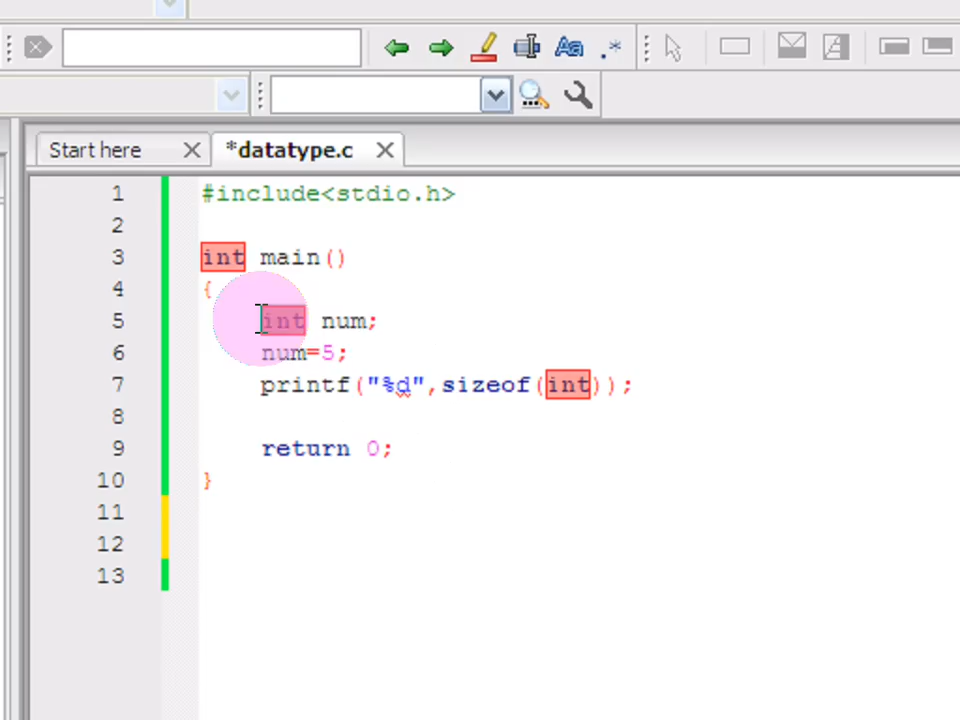 Start here
*datatype.c
1 #include<stdio.h>
2
3 int main()
4 {
5 int num;
6 num=5;
7 printf("%d",sizeof(int));
8
9 return 0;
10 }
11
12
13